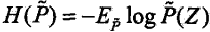 H(P̃) = −E_P̃ log P̃(Z)